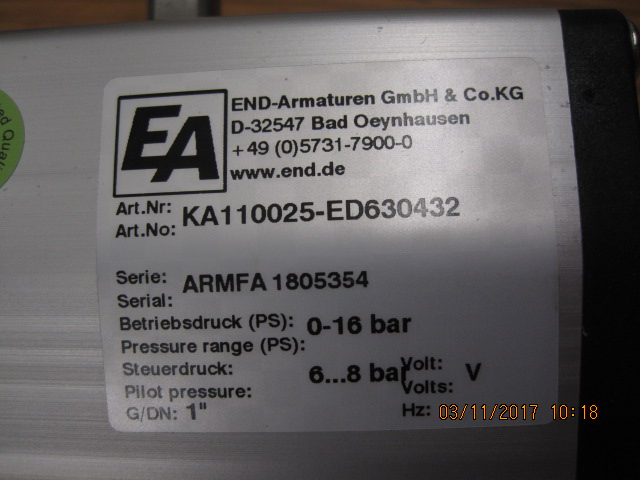 EA
END-Armaturen GmbH & Co.KG
D-32547 Bad Oeynhausen
+49 (0)5731-7900-0
www.end.de
Art.Nr:
Art.No: KA110025-ED630432
Serie:
Serial: ARMFA 1805354
Betriebsdruck (PS): 0-16 bar
Pressure range (PS):
Steuerdruck: 6...8 bar Volt: V
Pilot pressure: Volts:
G/DN: 1" Hz:
03/11/2017 10:18